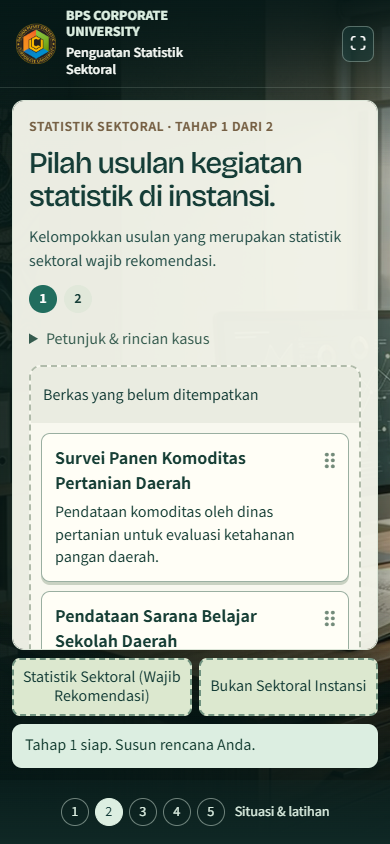 BPS CORPORATE
UNIVERSITY
Penguatan Statistik
Sektoral
STATISTIK SEKTORAL · TAHAP 1 DARI 2
Pilah usulan kegiatan
statistik di instansi.
Kelompokkan usulan yang merupakan statistik
sektoral wajib rekomendasi.
1 2
Petunjuk & rincian kasus
Berkas yang belum ditempatkan
Survei Panen Komoditas
Pertanian Daerah
Pendataan komoditas oleh dinas
pertanian untuk evaluasi ketahanan
pangan daerah.
Pendataan Sarana Belajar
Sekolah Daerah
Statistik Sektoral (Wajib
Rekomendasi)
Bukan Sektoral Instansi
Tahap 1 siap. Susun rencana Anda.
1 2 3 4 5 Situasi & latihan